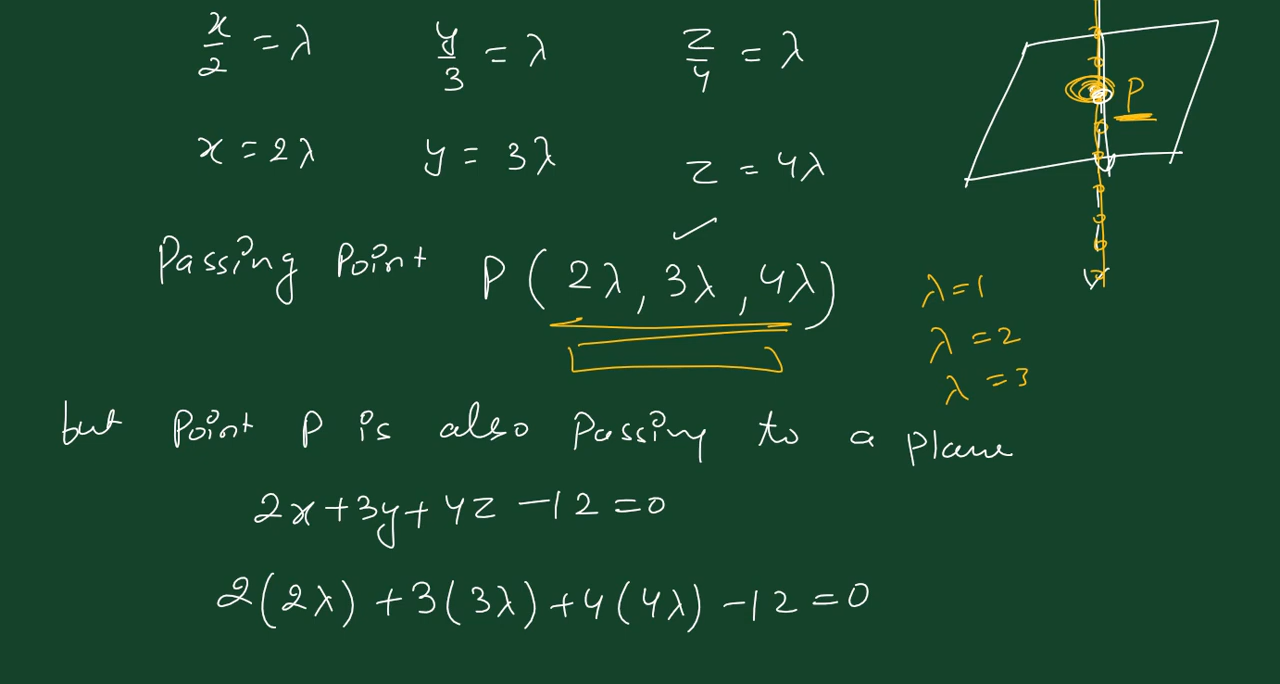 x/2 = λ y/3 = λ z/4 = λ
P
x = 2λ y = 3λ z = 4λ
Passing Point P(2λ, 3λ, 4λ)
λ=1
λ=2
λ=3
but Point P is also Passing to a plane
2x+3y+4z-12=0
2(2λ)+3(3λ)+4(4λ)-12=0